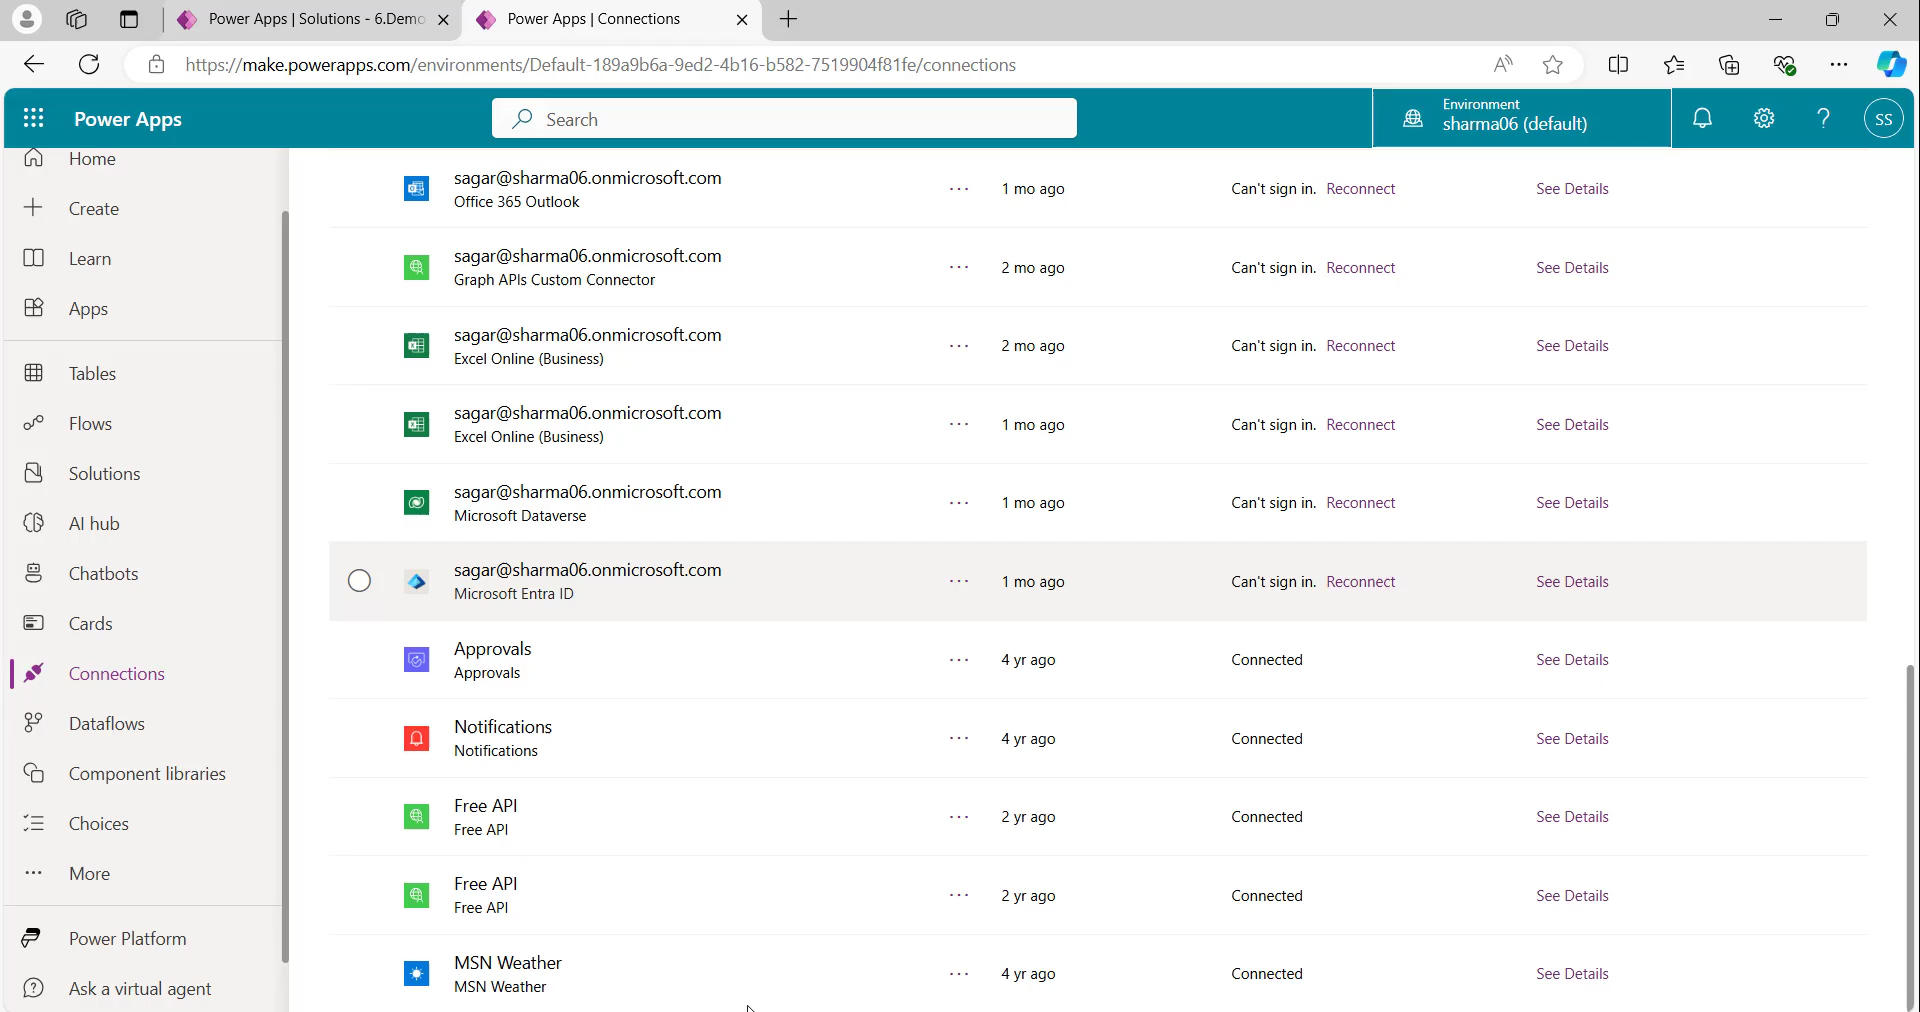 Power Apps | Solutions - 6.Demo
Power Apps | Connections
https://make.powerapps.com/environments/Default-189a9b6a-9ed2-4b16-b582-7519904f81fe/connections
Power Apps
Search
Environment
sharma06 (default)
SS
Home
Create
Learn
Apps
Tables
Flows
Solutions
AI hub
Chatbots
Cards
Connections
Dataflows
Component libraries
Choices
More
Power Platform
Ask a virtual agent
sagar@sharma06.onmicrosoft.com
Office 365 Outlook
1 mo ago
Can't sign in. Reconnect
See Details
sagar@sharma06.onmicrosoft.com
Graph APIs Custom Connector
2 mo ago
Can't sign in. Reconnect
See Details
sagar@sharma06.onmicrosoft.com
Excel Online (Business)
2 mo ago
Can't sign in. Reconnect
See Details
sagar@sharma06.onmicrosoft.com
Excel Online (Business)
1 mo ago
Can't sign in. Reconnect
See Details
sagar@sharma06.onmicrosoft.com
Microsoft Dataverse
1 mo ago
Can't sign in. Reconnect
See Details
sagar@sharma06.onmicrosoft.com
Microsoft Entra ID
1 mo ago
Can't sign in. Reconnect
See Details
Approvals
Approvals
4 yr ago
Connected
See Details
Notifications
Notifications
4 yr ago
Connected
See Details
Free API
Free API
2 yr ago
Connected
See Details
Free API
Free API
2 yr ago
Connected
See Details
MSN Weather
MSN Weather
4 yr ago
Connected
See Details